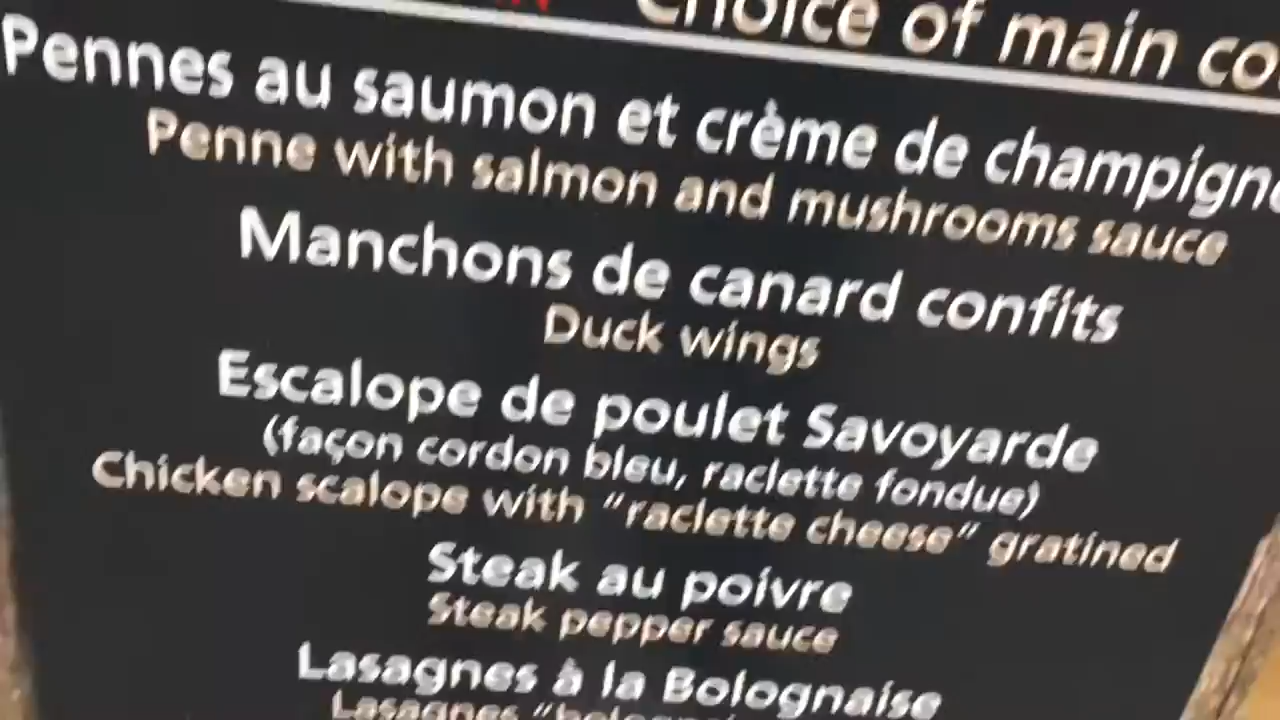 Choice of main
Pennes au saumon et crème de
Penne with salmon and mushrooms sauce
Manchons de canard confits
Duck wings
Escalope de poulet Savoyarde
(façon cordon bleu, raclette fondue)
Chicken scalope with "raclette cheese" gratined
Steak au poivre
Steak pepper sauce
Lasagnes à la Bolognaise
Lasagnes